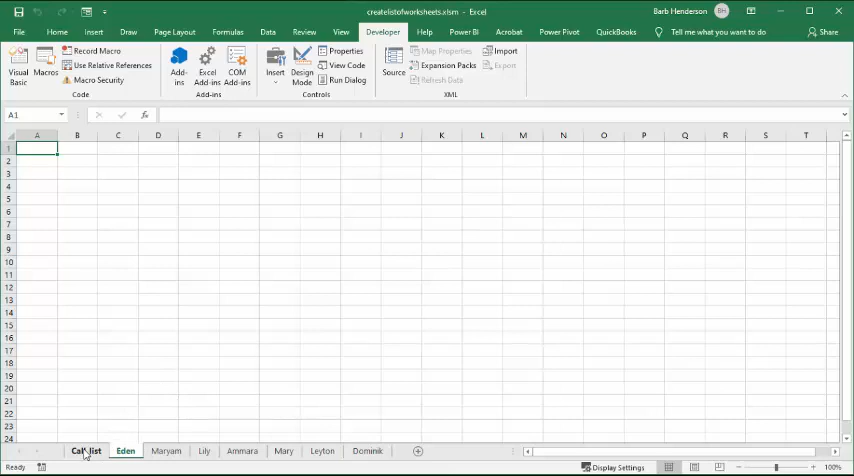 createlistofworksheets.xlsm - Excel
Barb Henderson BH
File Home Insert Draw Page Layout Formulas Data Review View Developer Help Power BI Acrobat Power Pivot QuickBooks Tell me what you want to do Share
Visual Basic
Macros
Record Macro
Use Relative References
Macro Security
Code
Add-ins
Excel Add-ins
COM Add-ins
Add-ins
Insert
Design Mode
Properties
View Code
Run Dialog
Controls
Source
Map Properties
Expansion Packs
Refresh Data
Import
Export
XML
A1 fx
A B C D E F G H I J K L M N O P Q R S T
1
2
3
4
5
6
7
8
9
10
11
12
13
14
15
16
17
18
19
20
21
22
23
24
Call list Eden Maryam Lily Ammara Mary Leyton Dominik
Ready Display Settings 100%